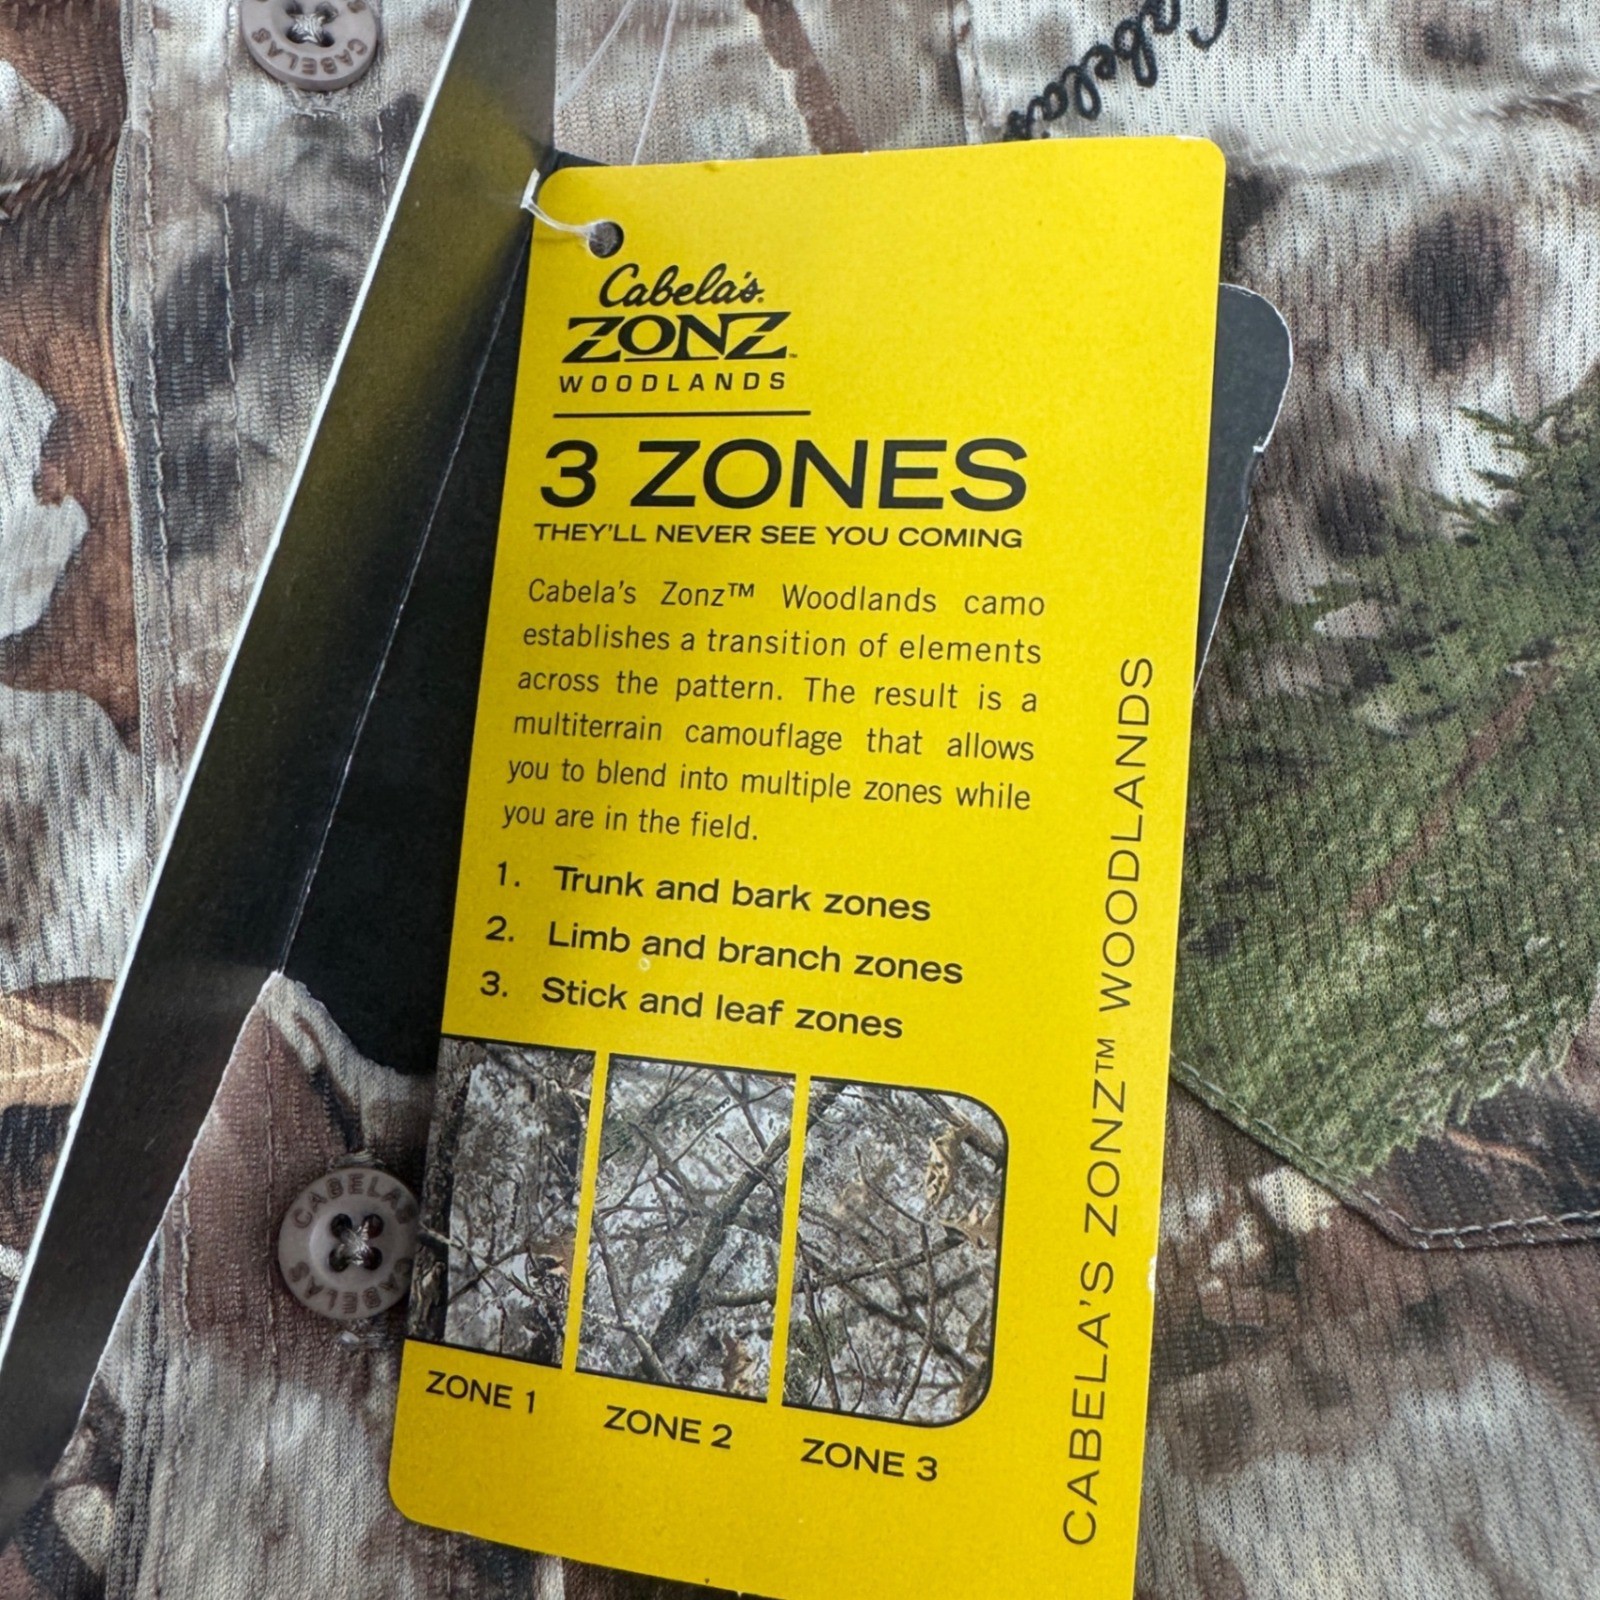 CABELAS
Cabela's
Cabela's
ZONZ™
WOODLANDS
3 ZONES
THEY'LL NEVER SEE YOU COMING
Cabela's Zonz™ Woodlands camo
establishes a transition of elements
across the pattern. The result is a
multiterrain camouflage that allows
you to blend into multiple zones while
you are in the field.
1. Trunk and bark zones
2. Limb and branch zones
3. Stick and leaf zones
ZONE 1
ZONE 2
ZONE 3
CABELA'S ZONZ™ WOODLANDS
CABELAS
CABELAS